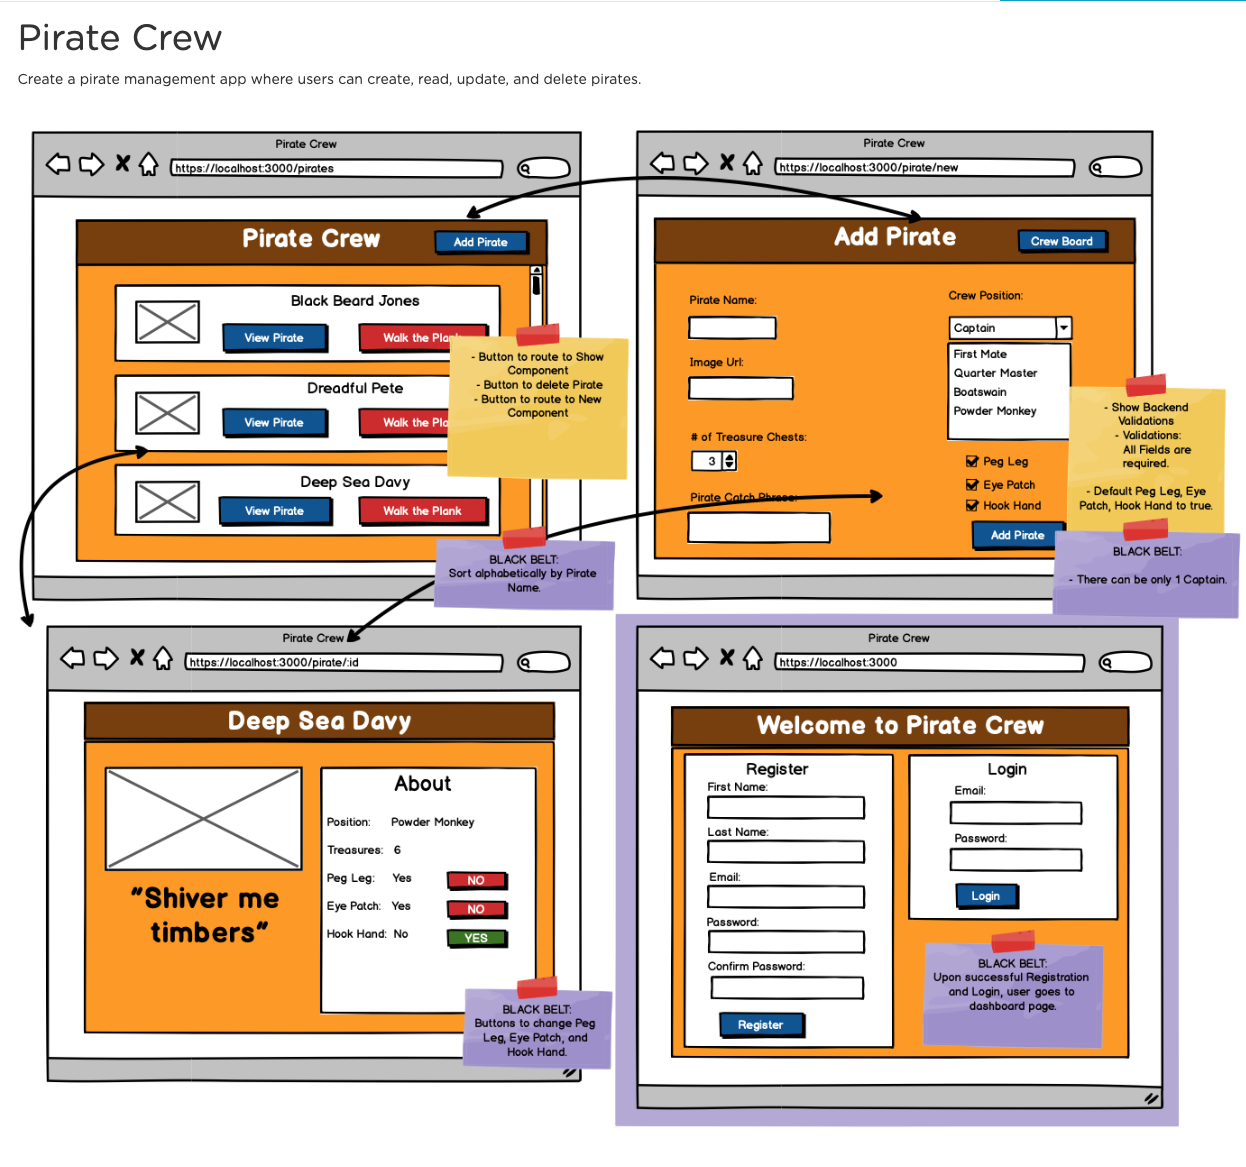 Pirate Crew
Create a pirate management app where users can create, read, update, and delete pirates.
Pirate Crew
https://localhost:3000/pirates
Pirate Crew
Add Pirate
Black Beard Jones
View Pirate
Walk the Plank
Dreadful Pete
View Pirate
Walk the Pla
Deep Sea Davy
View Pirate
Walk the Plank
- Button to route to Show
Component
- Button to delete Pirate
- Button to route to New
Component
BLACK BELT:
Sort alphabetically by Pirate
Name.
Pirate Crew
https://localhost:3000/pirate/new
Add Pirate
Crew Board
Pirate Name:
Image Url:
# of Treasure Chests:
3
Pirate Catch Phrase:
Crew Position:
Captain
First Mate
Quarter Master
Boatswain
Powder Monkey
Peg Leg
Eye Patch
Hook Hand
Add Pirate
- Show Backend
Validations
- Validations:
All Fields are
required.
- Default Peg Leg, Eye
Patch, Hook Hand to true.
BLACK BELT:
- There can be only 1 Captain.
Pirate Crew
https://localhost:3000/pirate/:id
Deep Sea Davy
"Shiver me
timbers"
About
Position: Powder Monkey
Treasures: 6
Peg Leg: Yes NO
Eye Patch: Yes NO
Hook Hand: No YES
BLACK BELT:
Buttons to change Peg
Leg, Eye Patch, and
Hook Hand.
Pirate Crew
https://localhost:3000
Welcome to Pirate Crew
Register
First Name:
Last Name:
Email:
Password:
Confirm Password:
Register
Login
Email:
Password:
Login
BLACK BELT:
Upon successful Registration
and Login, user goes to
dashboard page.